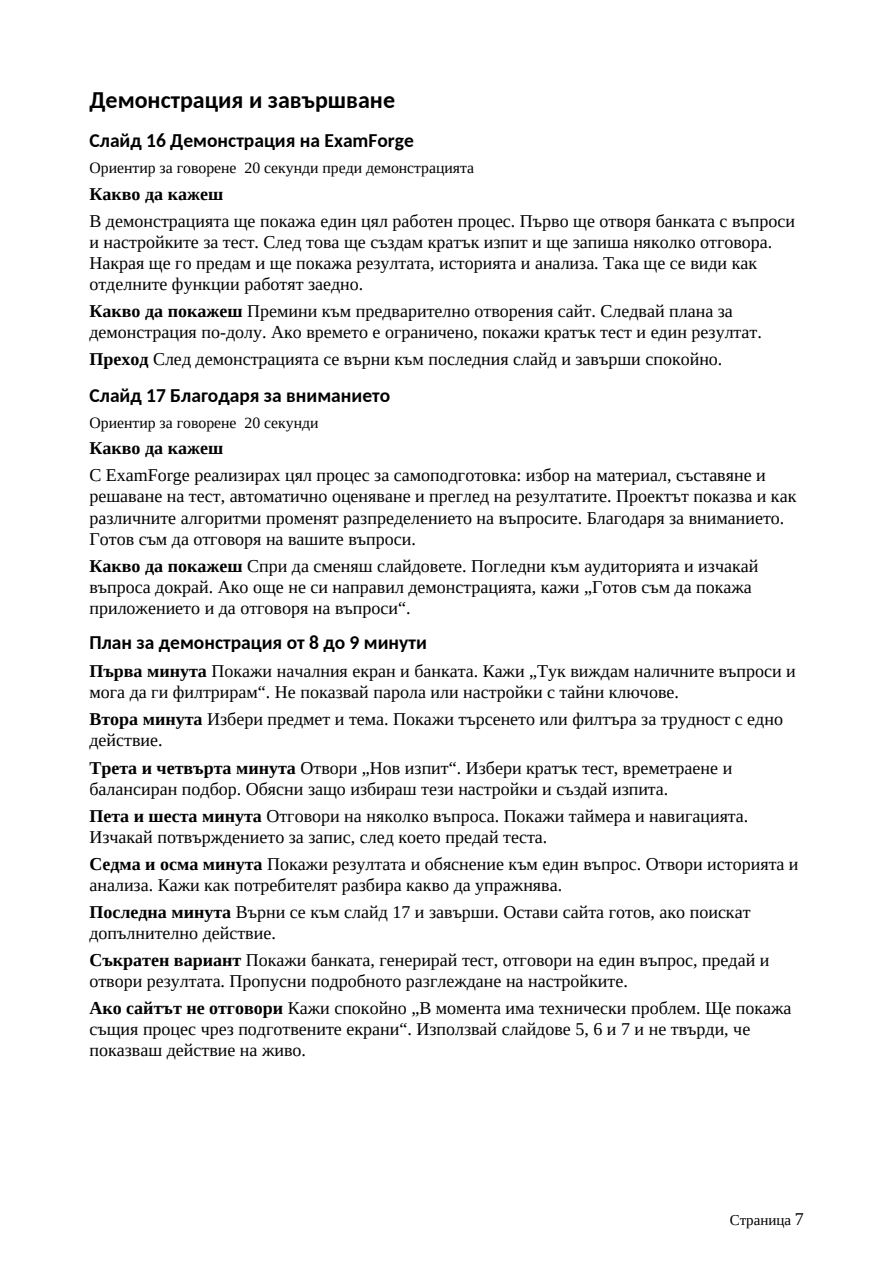 Демонстрация и завършване
Слайд 16 Демонстрация на ExamForge
Ориентир за говорене 20 секунди преди демонстрацията
Какво да кажеш
В демонстрацията ще покажа един цял работен процес. Първо ще отворя банката с въпроси
и настройките за тест. След това ще създам кратък изпит и ще запиша няколко отговора.
Накрая ще го предам и ще покажа резултата, историята и анализа. Така ще се види как
отделните функции работят заедно.
Какво да покажеш Премини към предварително отворения сайт. Следвай плана за
демонстрация по-долу. Ако времето е ограничено, покажи кратък тест и един резултат.
Преход След демонстрацията се върни към последния слайд и завърши спокойно.
Слайд 17 Благодаря за вниманието
Ориентир за говорене 20 секунди
Какво да кажеш
С ExamForge реализирах цял процес за самоподготовка: избор на материал, съставяне и
решаване на тест, автоматично оценяване и преглед на резултатите. Проектът показва и как
различните алгоритми променят разпределението на въпросите. Благодаря за вниманието.
Готов съм да отговоря на вашите въпроси.
Какво да покажеш Спри да сменяш слайдовете. Погледни към аудиторията и изчакай
въпроса докрай. Ако още не си направил демонстрацията, кажи „Готов съм да покажа
приложението и да отговоря на въпроси“.
План за демонстрация от 8 до 9 минути
Първа минута Покажи началния екран и банката. Кажи „Тук виждам наличните въпроси и
мога да ги филтрирам“. Не показвай парола или настройки с тайни ключове.
Втора минута Избери предмет и тема. Покажи търсенето или филтъра за трудност с едно
действие.
Трета и четвърта минута Отвори „Нов изпит“. Избери кратък тест, времетраене и
балансиран подбор. Обясни защо избираш тези настройки и създай изпита.
Пета и шеста минута Отговори на няколко въпроса. Покажи таймера и навигацията.
Изчакай потвърждението за запис, след което предай теста.
Седма и осма минута Покажи резултата и обяснение към един въпрос. Отвори историята и
анализа. Кажи как потребителят разбира какво да упражнява.
Последна минута Върни се към слайд 17 и завърши. Остави сайта готов, ако поискат
допълнително действие.
Съкратен вариант Покажи банката, генерирай тест, отговори на един въпрос, предай и
отвори резултата. Пропусни подробното разглеждане на настройките.
Ако сайтът не отговори Кажи спокойно „В момента има технически проблем. Ще покажа
същия процес чрез подготвените екрани“. Използвай слайдове 5, 6 и 7 и не твърди, че
показваш действие на живо.
Страница 7